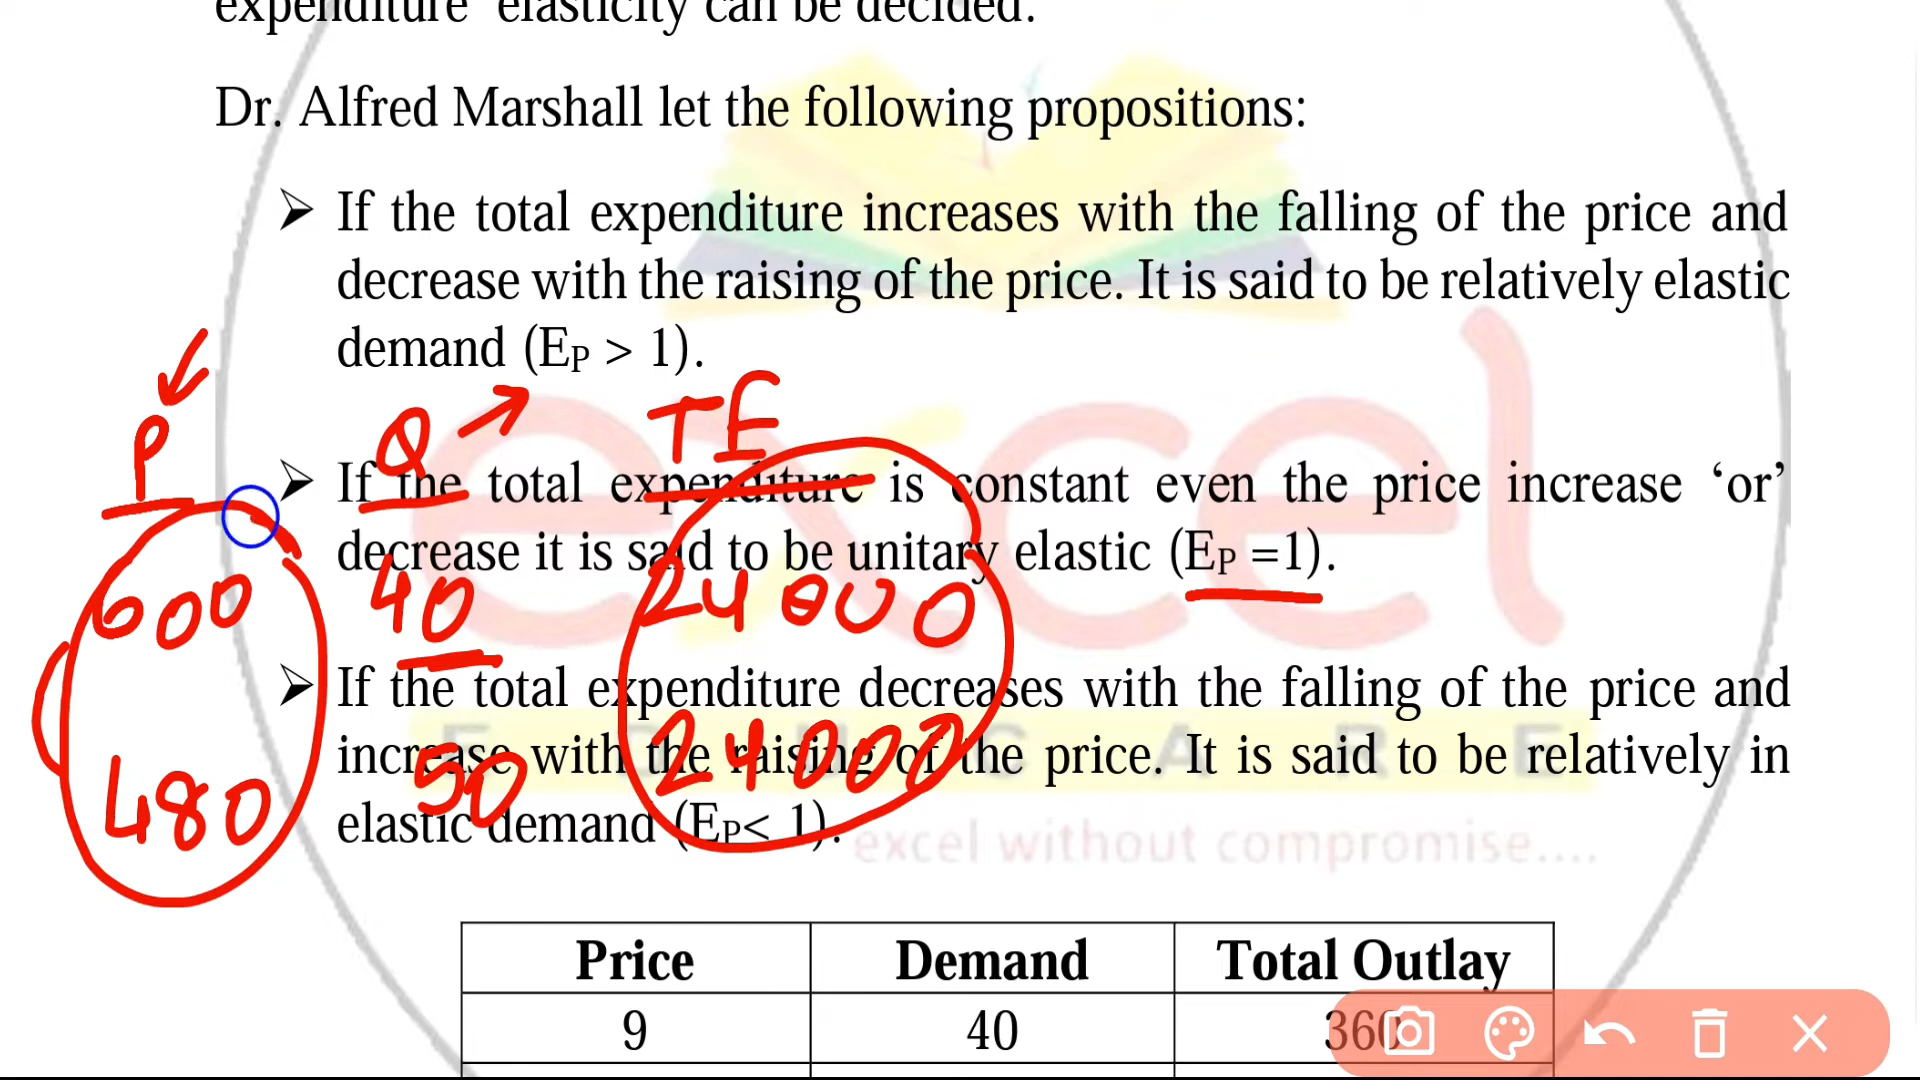 expenditure elasticity can be decided.
Dr. Alfred Marshall let the following propositions:
➢ If the total expenditure increases with the falling of the price and
decrease with the raising of the price. It is said to be relatively elastic
demand (EP > 1).
P Q TE
➢ If the total expenditure is constant even the price increase ‘or’
decrease it is said to be unitary elastic (EP =1).
600 40 24000
➢ If the total expenditure decreases with the falling of the price and
increase with the raising of the price. It is said to be relatively in
480 50 24000
elastic demand (EP< 1).
excel
EDUCARE
excel without compromise....
Price Demand Total Outlay
9 40 360